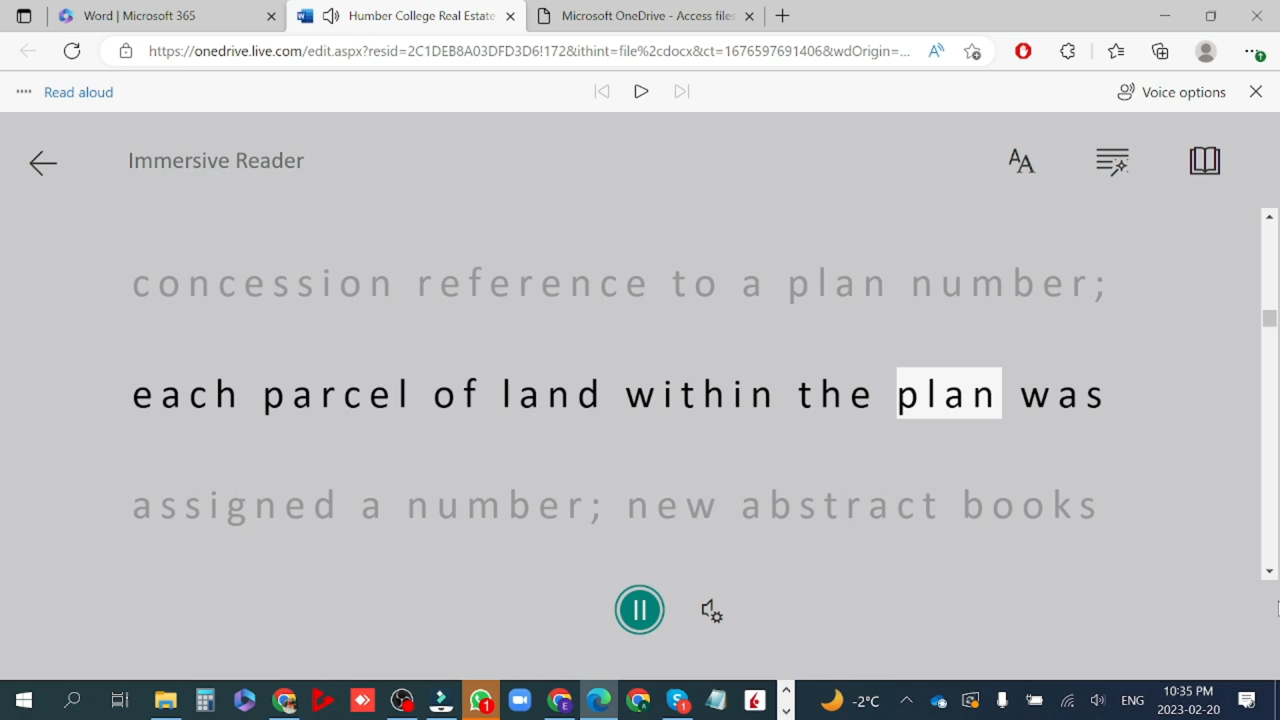 Word | Microsoft 365
Humber College Real Estate
Microsoft OneDrive - Access files
https://onedrive.live.com/edit.aspx?resid=2C1DEB8A03DFD3D6!172&ithint=file%2cdocx&ct=1676597691406&wdOrigin=...
Read aloud
Voice options
Immersive Reader
concession reference to a plan number;
each parcel of land within the plan was
assigned a number; new abstract books
-2°C
ENG
10:35 PM
2023-02-20